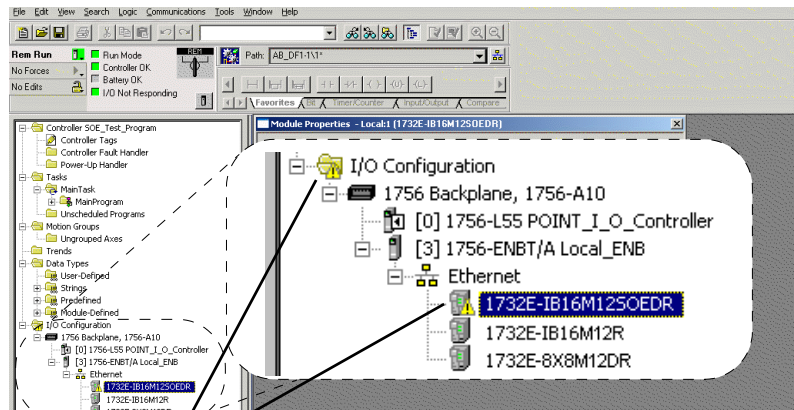 File Edit View Search Logic Communications Tools Window Help
Rem Run
Run Mode
REM
Path: AB_DF1-1\1*
No Forces
Controller OK
Battery OK
No Edits
I/O Not Responding
Favorites Bit Timer/Counter Input/Output Compare
Controller SOE_Test_Program
Controller Tags
Controller Fault Handler
Power-Up Handler
Tasks
MainTask
MainProgram
Unscheduled Programs
Motion Groups
Ungrouped Axes
Trends
Data Types
User-Defined
Strings
Predefined
Module-Defined
I/O Configuration
1756 Backplane, 1756-A10
[0] 1756-L55 POINT_I_O_Controller
[3] 1756-ENBT/A Local_ENB
Ethernet
1732E-IB16M12SOEDR
1732E-IB16M12R
Module Properties - Local:1 (1732E-IB16M12SOEDR)
I/O Configuration
1756 Backplane, 1756-A10
[0] 1756-L55 POINT_I_O_Controller
[3] 1756-ENBT/A Local_ENB
Ethernet
1732E-IB16M12SOEDR
1732E-IB16M12R
1732E-8X8M12DR